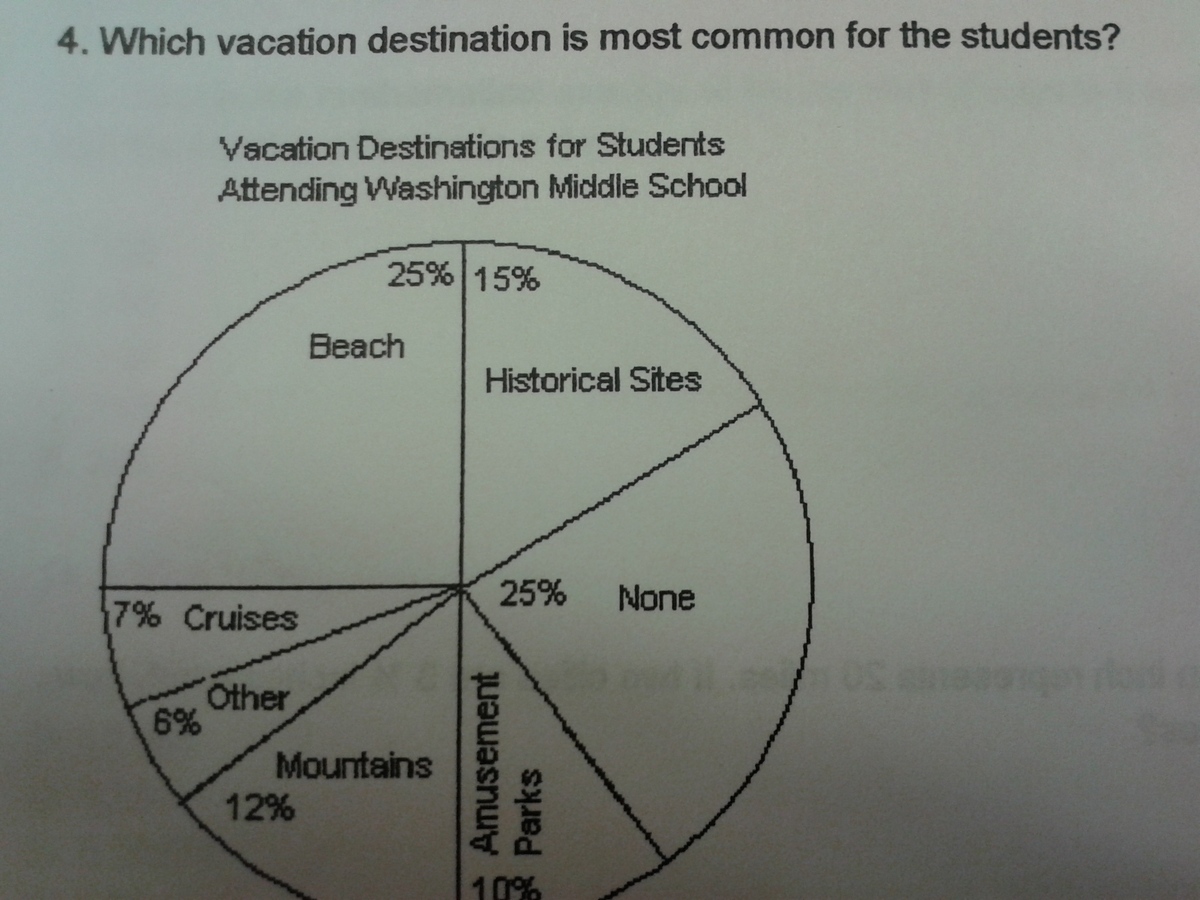 4. Which vacation destination is most common for the students?
Vacation Destinations for Students
Attending Washington Middle School
25% 15%
Beach
Historical Sites
25% None
7% Cruises
Other
6%
Mountains
12%
Amusement
Parks
10%